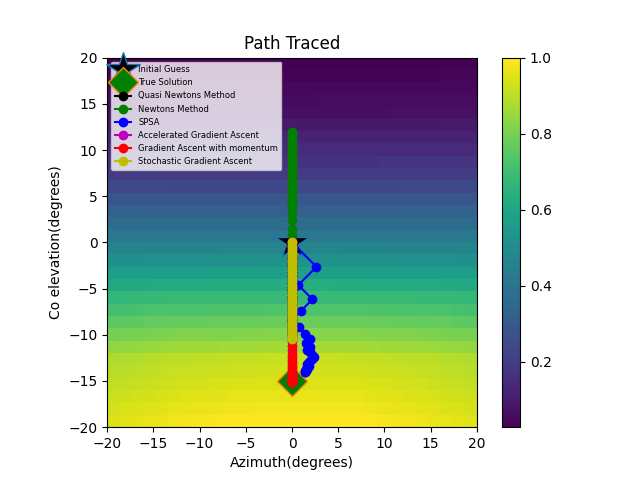 Path Traced
Initial Guess
True Solution
Quasi Newtons Method
Newtons Method
SPSA
Accelerated Gradient Ascent
Gradient Ascent with momentum
Stochastic Gradient Ascent
20
15
10
5
0
−5
−10
−15
−20
Co elevation(degrees)
−20 −15 −10 −5 0 5 10 15 20
Azimuth(degrees)
1.0
0.8
0.6
0.4
0.2